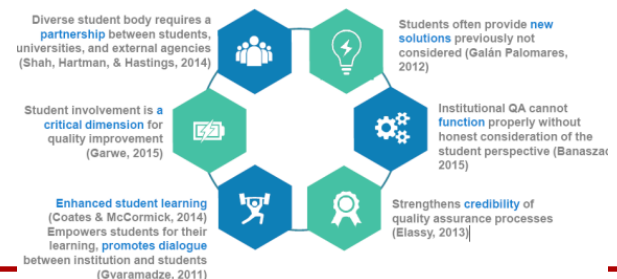 Diverse student body requires a
partnership between students,
universities, and external agencies
(Shah, Hartman, & Hastings, 2014)
Students often provide new
solutions previously not
considered (Galán Palomares,
2012)
Student involvement is a
critical dimension for
quality improvement
(Garwe, 2015)
Institutional QA cannot
function properly without
honest consideration of the
student perspective (Banaszac
2015)
Enhanced student learning
(Coates & McCormick, 2014)
Empowers students for their
learning, promotes dialogue
between institution and students
(Gvaramadze, 2011)
Strengthens credibility of
quality assurance processes
(Elassy, 2013)